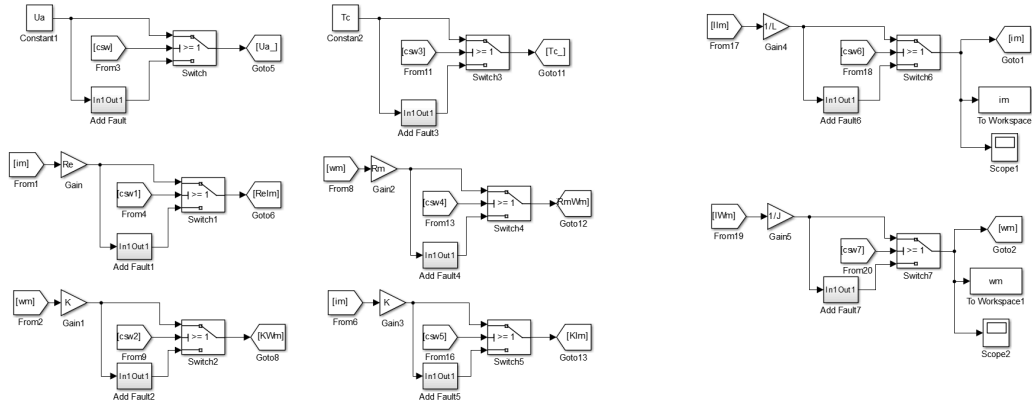 Ua
Constant1
[csw]
From3
>= 1
Switch
[Ua_]
Goto5
In1 Out1
Add Fault
Tc
Constan2
[csw3]
From11
>= 1
Switch3
[Tc_]
Goto11
In1 Out1
Add Fault3
[IIm]
From17
1/L
Gain4
[csw6]
From18
>= 1
Switch6
[im]
Goto1
In1 Out1
Add Fault6
im
To Workspace
Scope1
[im]
From1
Re
Gain
[csw1]
From4
>= 1
Switch1
[ReIm]
Goto6
In1 Out1
Add Fault1
[wm]
From8
Rm
Gain2
[csw4]
From13
>= 1
Switch4
RmWm]
Goto12
In1 Out1
Add Fault4
[IWm]
From19
1/J
Gain5
[csw7]
From20
>= 1
Switch7
[wm]
Goto2
In1 Out1
Add Fault7
wm
To Workspace1
Scope2
[wm]
From2
K
Gain1
[csw2]
From9
>= 1
Switch2
[KWm]
Goto8
In1 Out1
Add Fault2
[im]
From6
K
Gain3
[csw5]
From16
>= 1
Switch5
[KIm]
Goto13
In1 Out1
Add Fault5